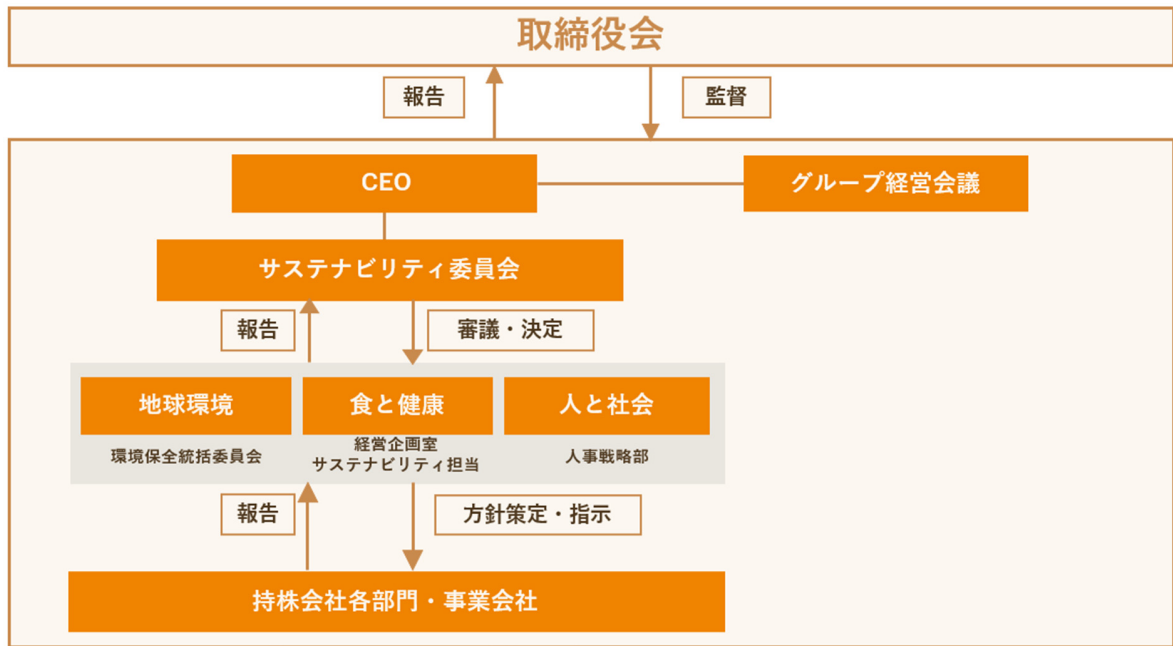 取締役会
報告
監督
CEO
グループ経営会議
サステナビリティ委員会
報告
審議・決定
地球環境
食と健康
人と社会
環境保全統括委員会
経営企画室
サステナビリティ担当
人事戦略部
報告
方針策定・指示
持株会社各部門・事業会社